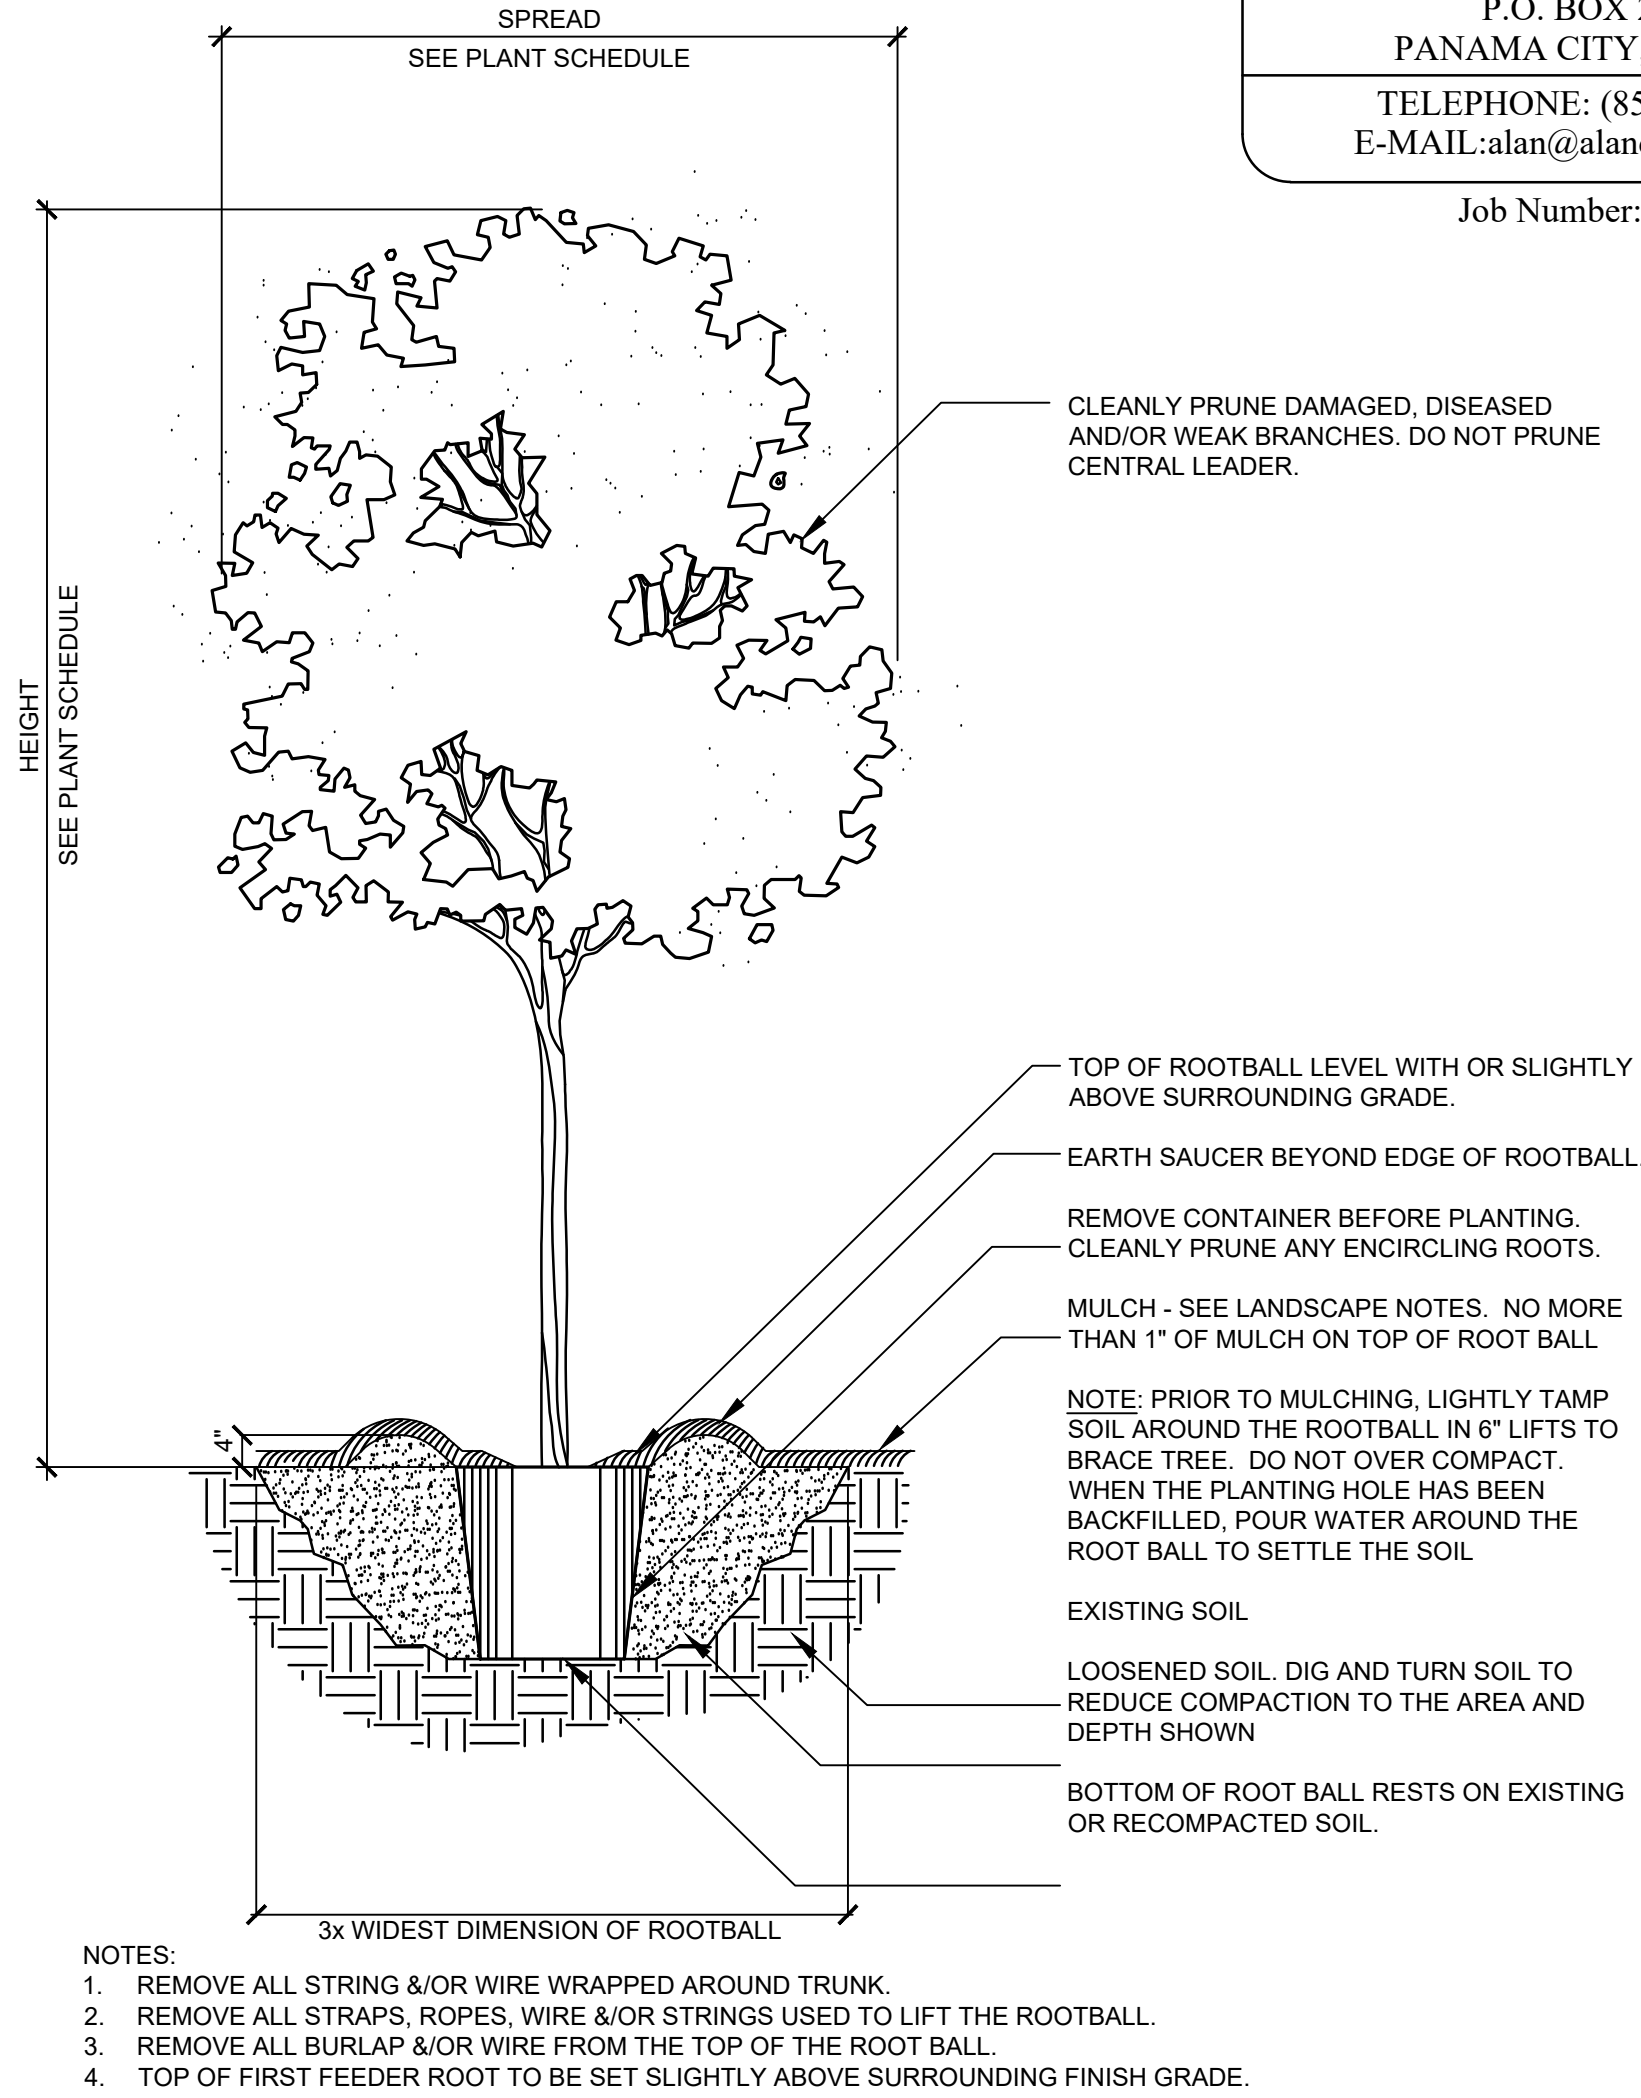 SPREAD
SEE PLANT SCHEDULE
P.O. BOX
PANAMA CITY,
TELEPHONE: (85
E-MAIL:alan@alan
Job Number:
HEIGHT
SEE PLANT SCHEDULE
CLEANLY PRUNE DAMAGED, DISEASED
AND/OR WEAK BRANCHES. DO NOT PRUNE
CENTRAL LEADER.
TOP OF ROOTBALL LEVEL WITH OR SLIGHTLY
ABOVE SURROUNDING GRADE.
EARTH SAUCER BEYOND EDGE OF ROOTBALL.
REMOVE CONTAINER BEFORE PLANTING.
CLEANLY PRUNE ANY ENCIRCLING ROOTS.
MULCH - SEE LANDSCAPE NOTES. NO MORE
THAN 1" OF MULCH ON TOP OF ROOT BALL
NOTE: PRIOR TO MULCHING, LIGHTLY TAMP
SOIL AROUND THE ROOTBALL IN 6" LIFTS TO
BRACE TREE. DO NOT OVER COMPACT.
WHEN THE PLANTING HOLE HAS BEEN
BACKFILLED, POUR WATER AROUND THE
ROOT BALL TO SETTLE THE SOIL
4"
EXISTING SOIL
LOOSENED SOIL. DIG AND TURN SOIL TO
REDUCE COMPACTION TO THE AREA AND
DEPTH SHOWN
BOTTOM OF ROOT BALL RESTS ON EXISTING
OR RECOMPACTED SOIL.
3x WIDEST DIMENSION OF ROOTBALL
NOTES:
1. REMOVE ALL STRING &/OR WIRE WRAPPED AROUND TRUNK.
2. REMOVE ALL STRAPS, ROPES, WIRE &/OR STRINGS USED TO LIFT THE ROOTBALL.
3. REMOVE ALL BURLAP &/OR WIRE FROM THE TOP OF THE ROOT BALL.
4. TOP OF FIRST FEEDER ROOT TO BE SET SLIGHTLY ABOVE SURROUNDING FINISH GRADE.